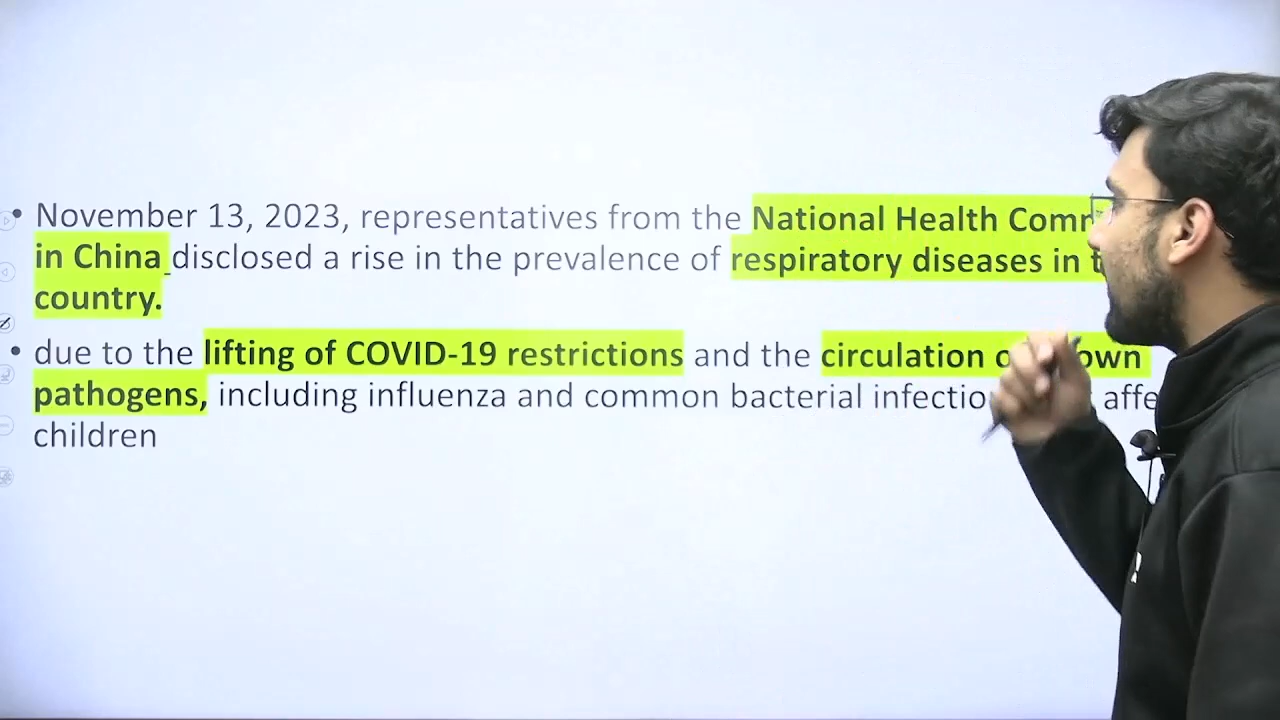 • November 13, 2023, representatives from the National Health Comm
in China disclosed a rise in the prevalence of respiratory diseases in
country.
• due to the lifting of COVID-19 restrictions and the circulation
pathogens, including influenza and common bacterial
children